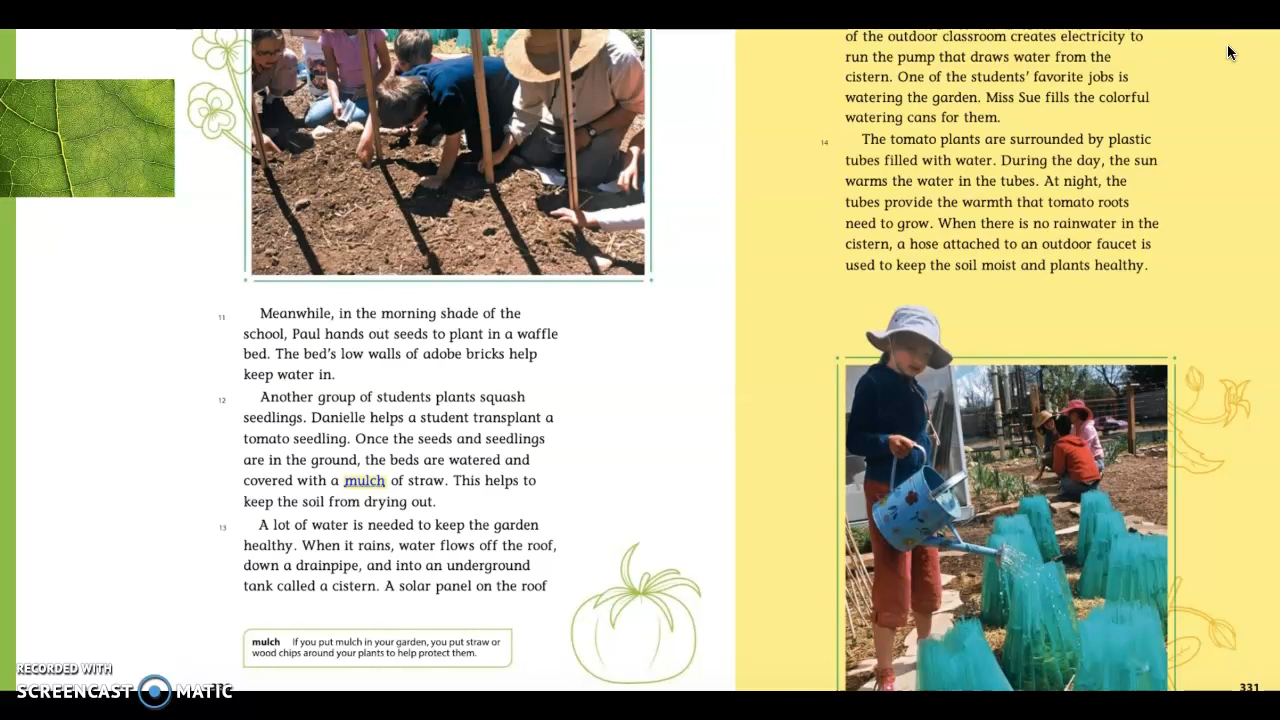 11 Meanwhile, in the morning shade of the
school, Paul hands out seeds to plant in a waffle
bed. The bed's low walls of adobe bricks help
keep water in.
12 Another group of students plants squash
seedlings. Danielle helps a student transplant a
tomato seedling. Once the seeds and seedlings
are in the ground, the beds are watered and
covered with a mulch of straw. This helps to
keep the soil from drying out.
13 A lot of water is needed to keep the garden
healthy. When it rains, water flows off the roof,
down a drainpipe, and into an underground
tank called a cistern. A solar panel on the roof
mulch If you put mulch in your garden, you put straw or
wood chips around your plants to help protect them.
of the outdoor classroom creates electricity to
run the pump that draws water from the
cistern. One of the students' favorite jobs is
watering the garden. Miss Sue fills the colorful
watering cans for them.
14 The tomato plants are surrounded by plastic
tubes filled with water. During the day, the sun
warms the water in the tubes. At night, the
tubes provide the warmth that tomato roots
need to grow. When there is no rainwater in the
cistern, a hose attached to an outdoor faucet is
used to keep the soil moist and plants healthy.
331
RECORDED WITH
SCREENCAST MATIC